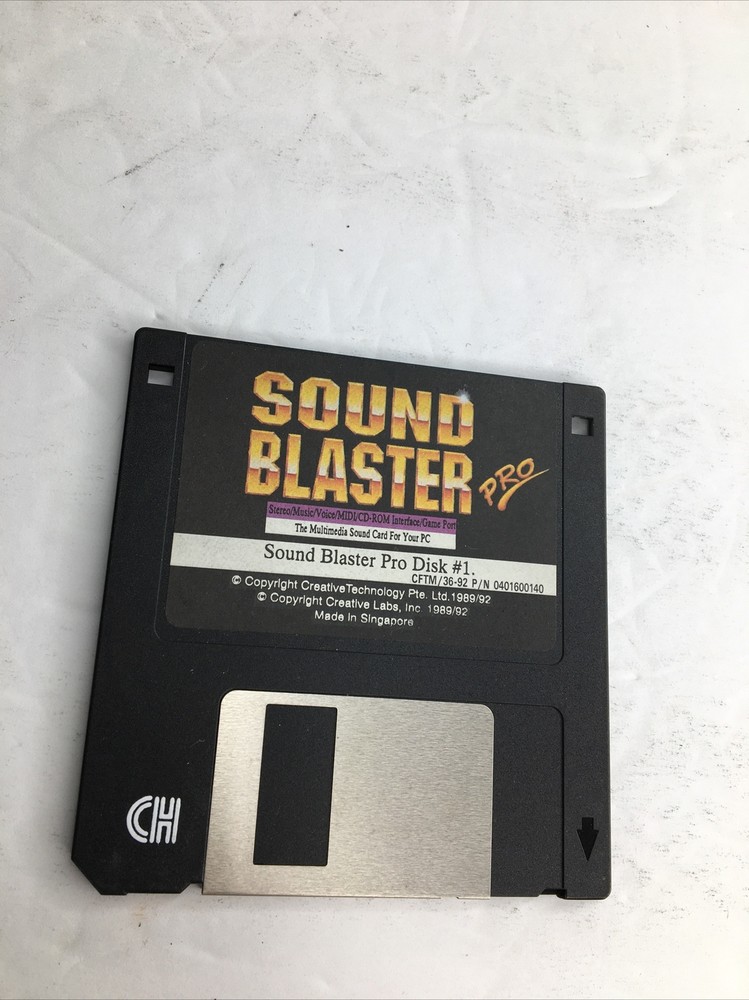 SOUND
BLASTER PRO
Stereo/Music/Voice/MIDI/CD-ROM Interface/Game Port
The Multimedia Sound Card For Your PC
Sound Blaster Pro Disk #1.
CFTM/36-92 P/N 0401600140
© Copyright CreativeTechnology Pte. Ltd.1989/92
© Copyright Creative Labs, Inc. 1989/92
Made In Singapore
CH